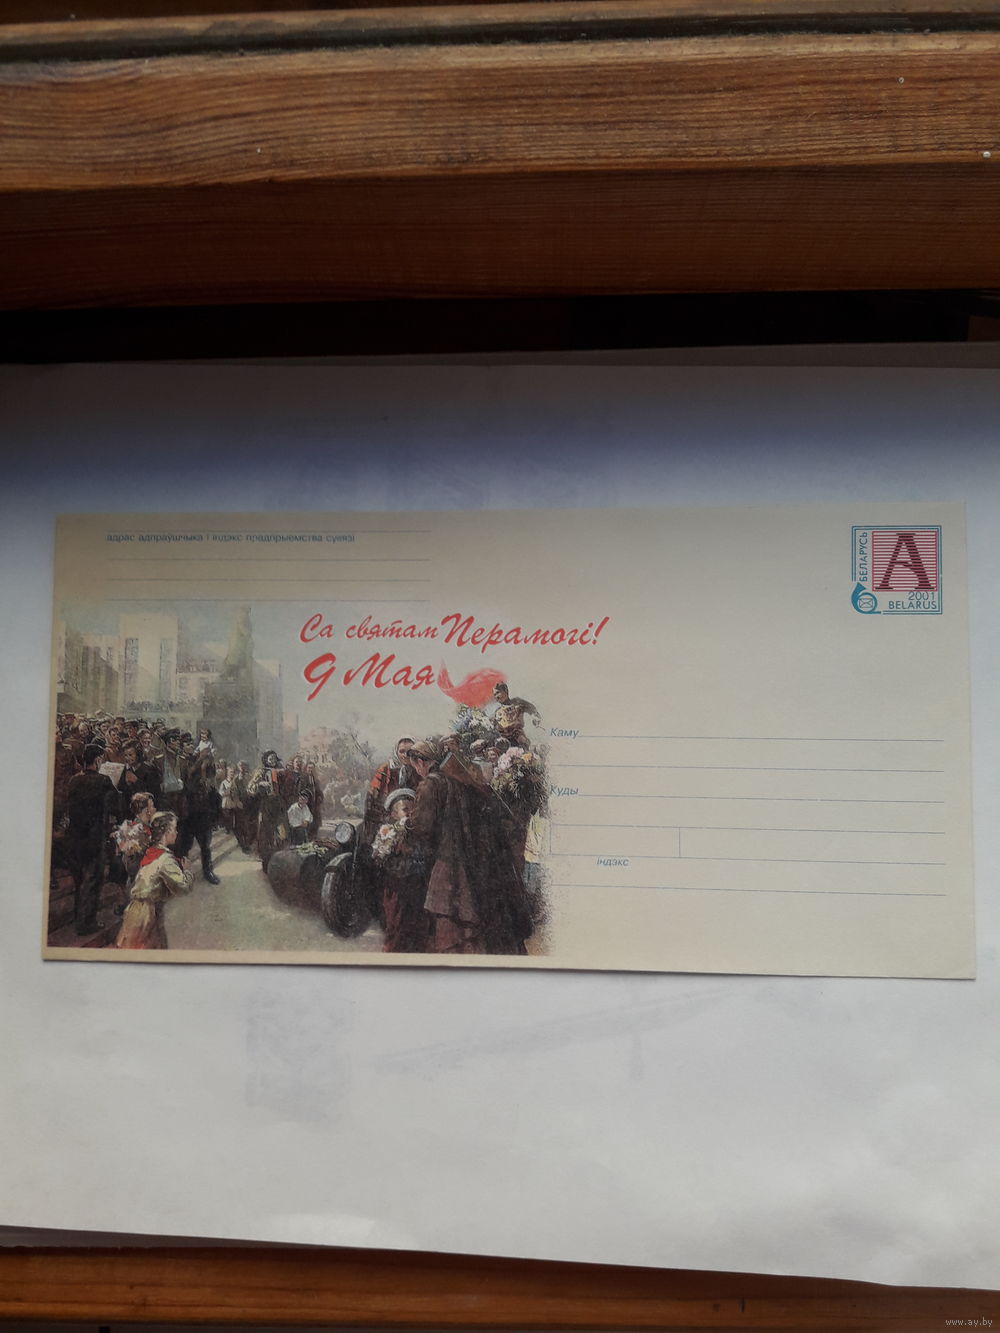 адрас адпраўшчыка і індэкс прадпрыемства сувязі
БЕЛАРУСЬ
А
2001
BELARUS
Са святам Перамогі!
9 Мая
Каму
Куды
індэкс
www.ay.by